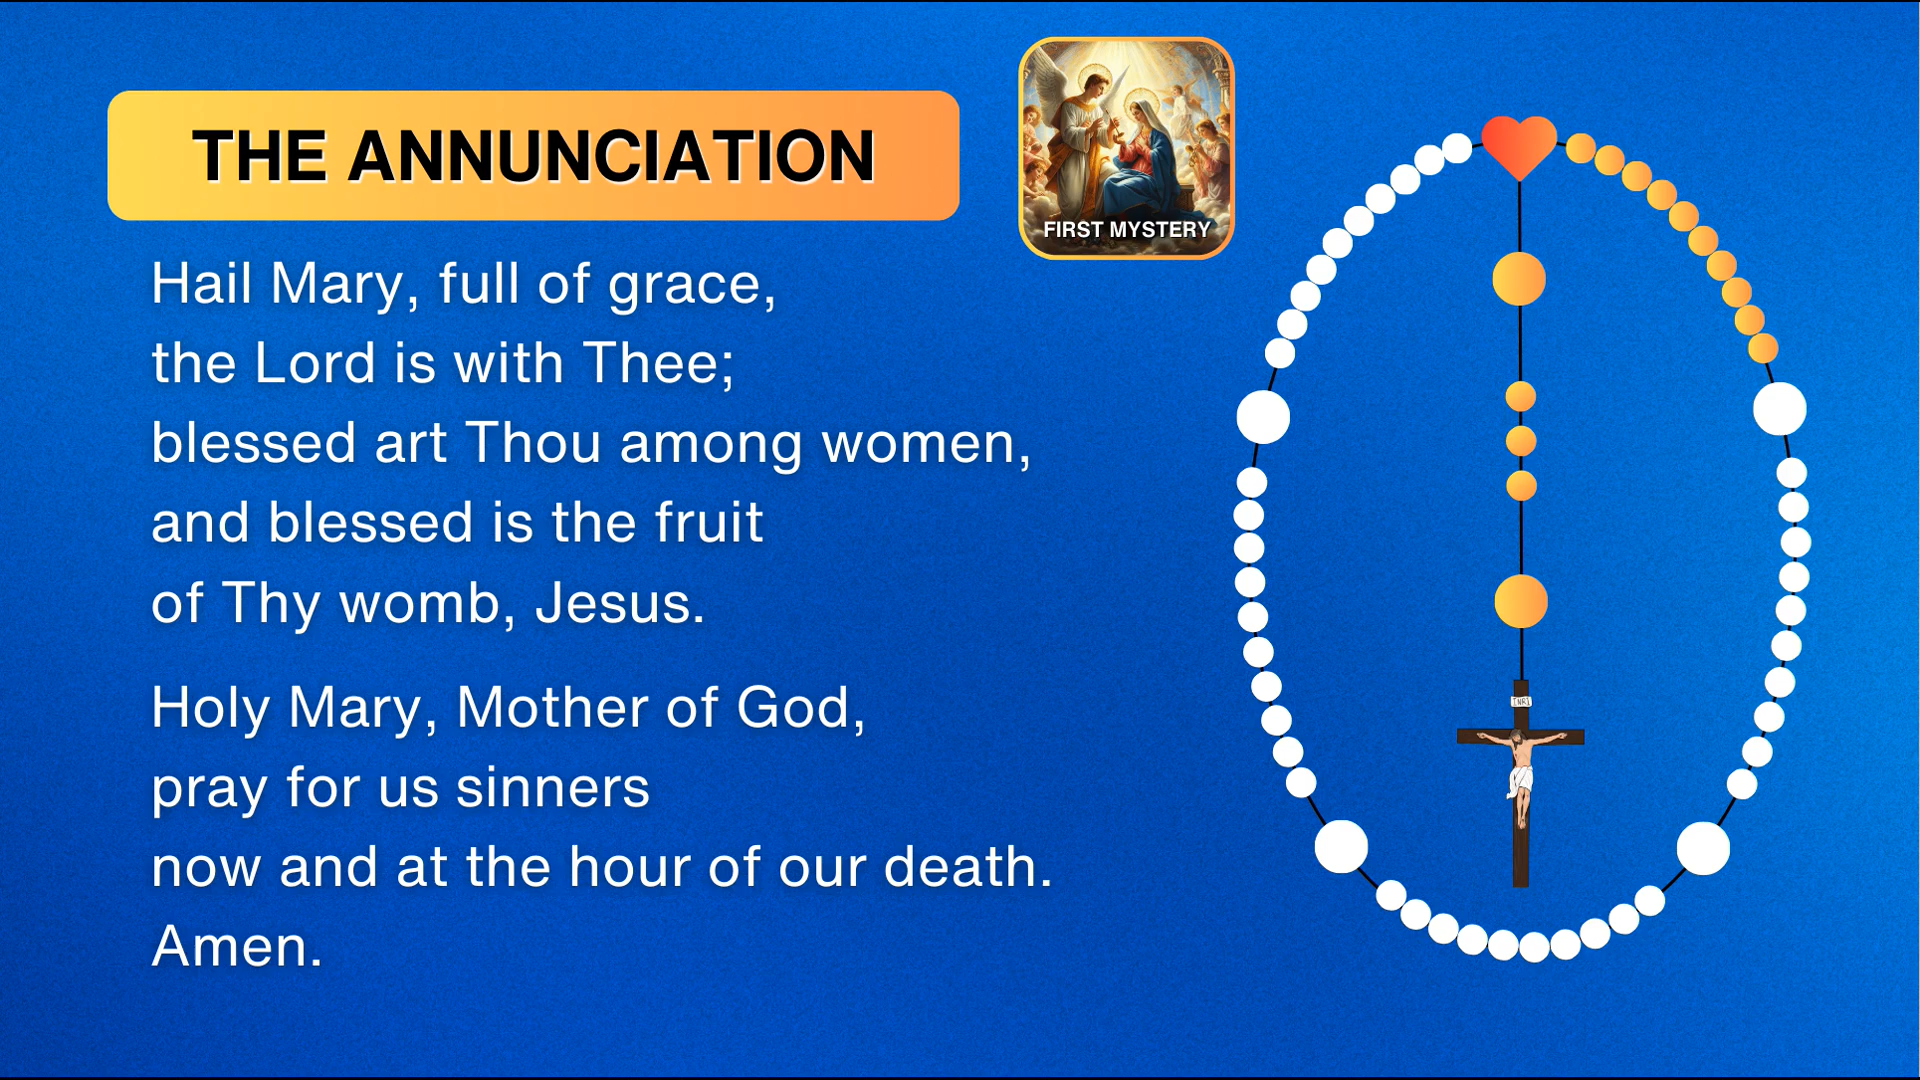 THE ANNUNCIATION
FIRST MYSTERY
Hail Mary, full of grace,
the Lord is with Thee;
blessed art Thou among women,
and blessed is the fruit
of Thy womb, Jesus.
Holy Mary, Mother of God,
pray for us sinners
now and at the hour of our death.
Amen.
INRI